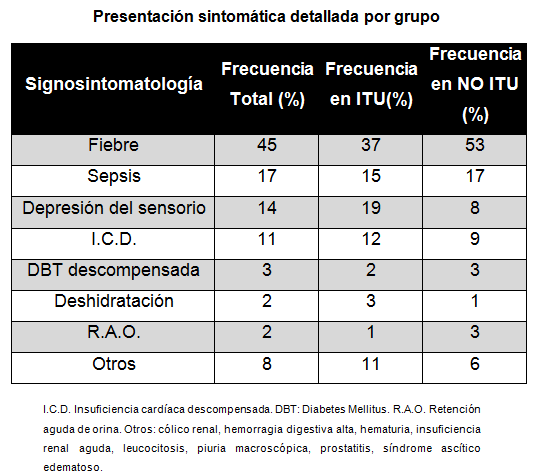 Presentación sintomática detallada por grupo
Signosintomatología Frecuencia Total (%) Frecuencia en ITU(%) Frecuencia en NO ITU (%)
Fiebre 45 37 53
Sepsis 17 15 17
Depresión del sensorio 14 19 8
I.C.D. 11 12 9
DBT descompensada 3 2 3
Deshidratación 2 3 1
R.A.O. 2 1 3
Otros 8 11 6
I.C.D. Insuficiencia cardíaca descompensada. DBT: Diabetes Mellitus. R.A.O. Retención
aguda de orina. Otros: cólico renal, hemorragia digestiva alta, hematuria, insuficiencia
renal aguda, leucocitosis, piuria macroscópica, prostatitis, síndrome ascítico
edematoso.